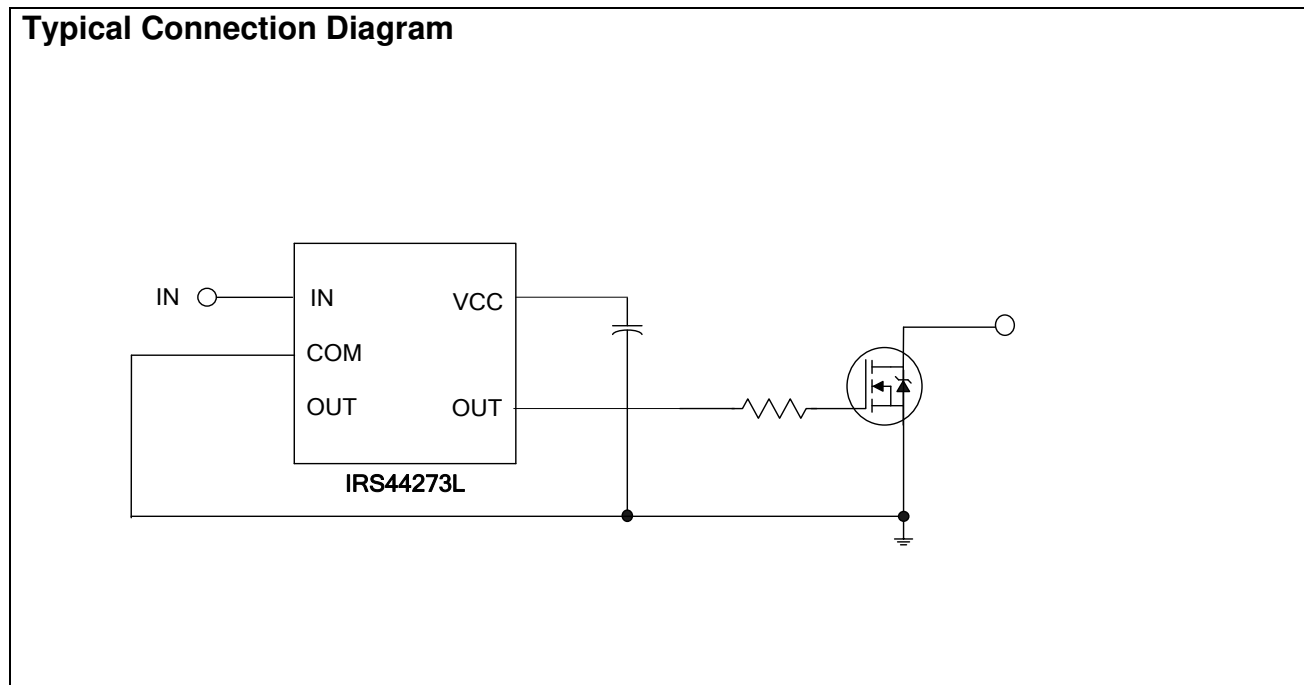 Typical Connection Diagram
IN
IN
VCC
COM
OUT
OUT
IRS44273L